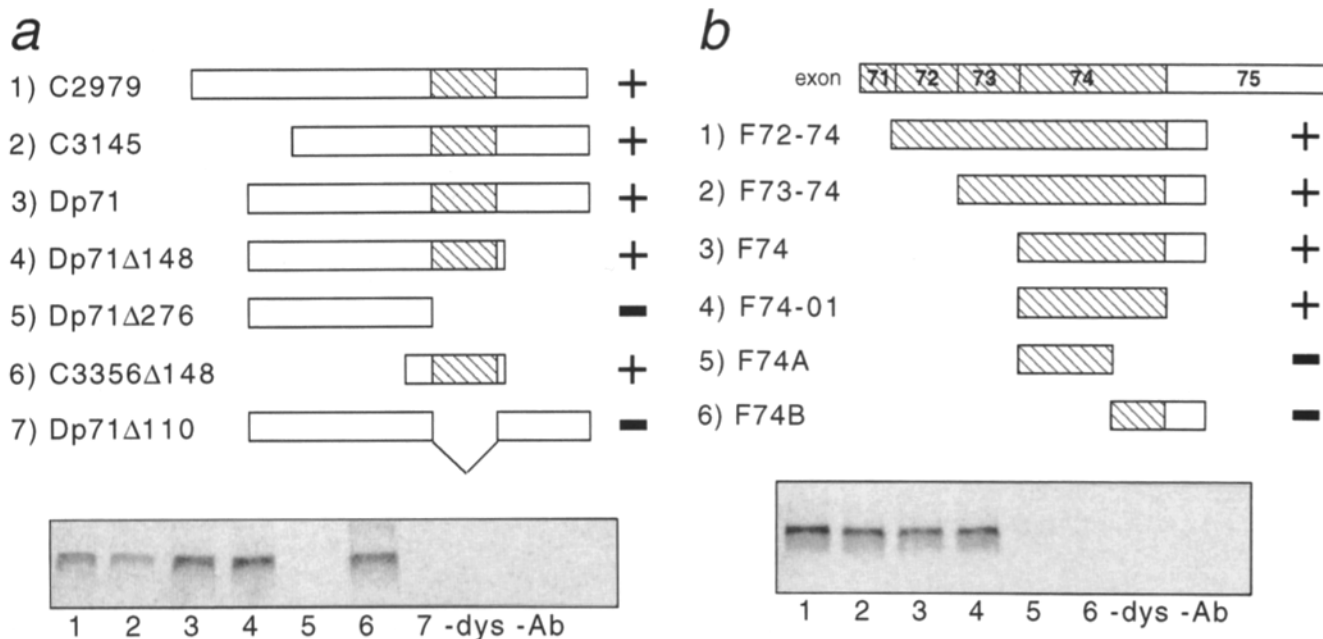 a
1) C2979 +
2) C3145 +
3) Dp71 +
4) Dp71Δ148 +
5) Dp71Δ276 -
6) C3356Δ148 +
7) Dp71Δ110 -
1 2 3 4 5 6 7 -dys -Ab
b
exon 71 72 73 74 75
1) F72-74 +
2) F73-74 +
3) F74 +
4) F74-01 +
5) F74A -
6) F74B -
1 2 3 4 5 6 -dys -Ab